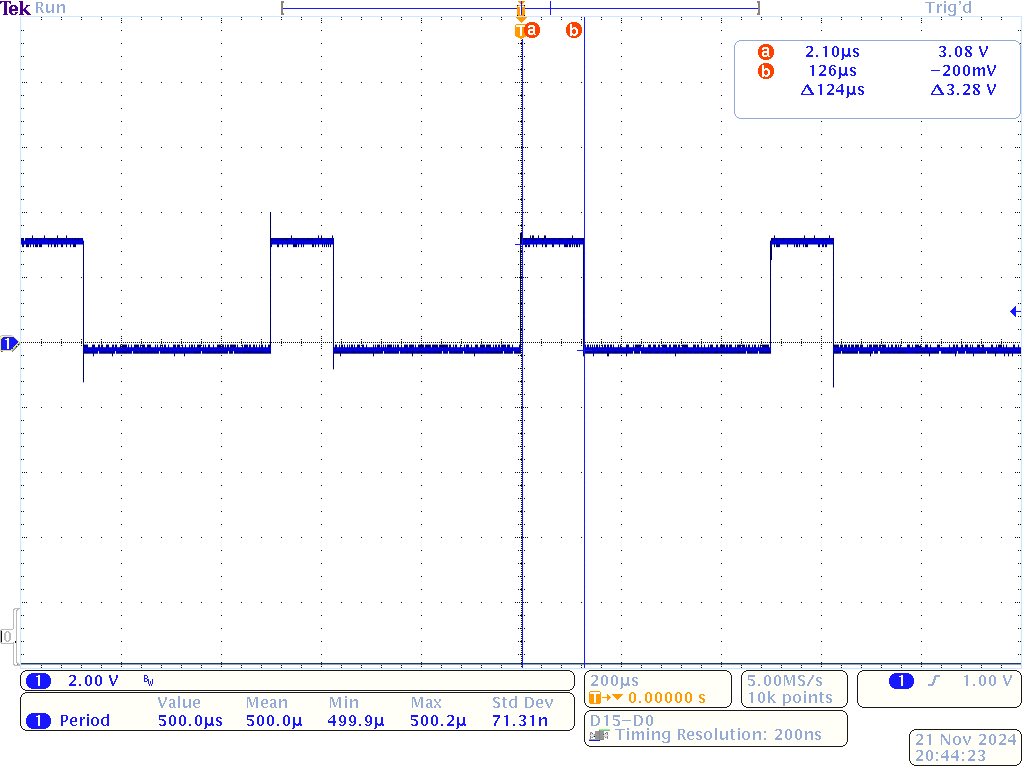 Tek Run Trig'd
T a b
a 2.10µs 3.08 V
b 126µs −200mV
Δ124µs Δ3.28 V
1
0
1 2.00 V BW
Value Mean Min Max Std Dev
1 Period 500.0µs 500.0µ 499.9µ 500.2µ 71.31n
200µs
T→▼0.00000 s
5.00MS/s
10k points
1 1.00 V
D15−D0
Timing Resolution: 200ns
21 Nov 2024
20:44:23